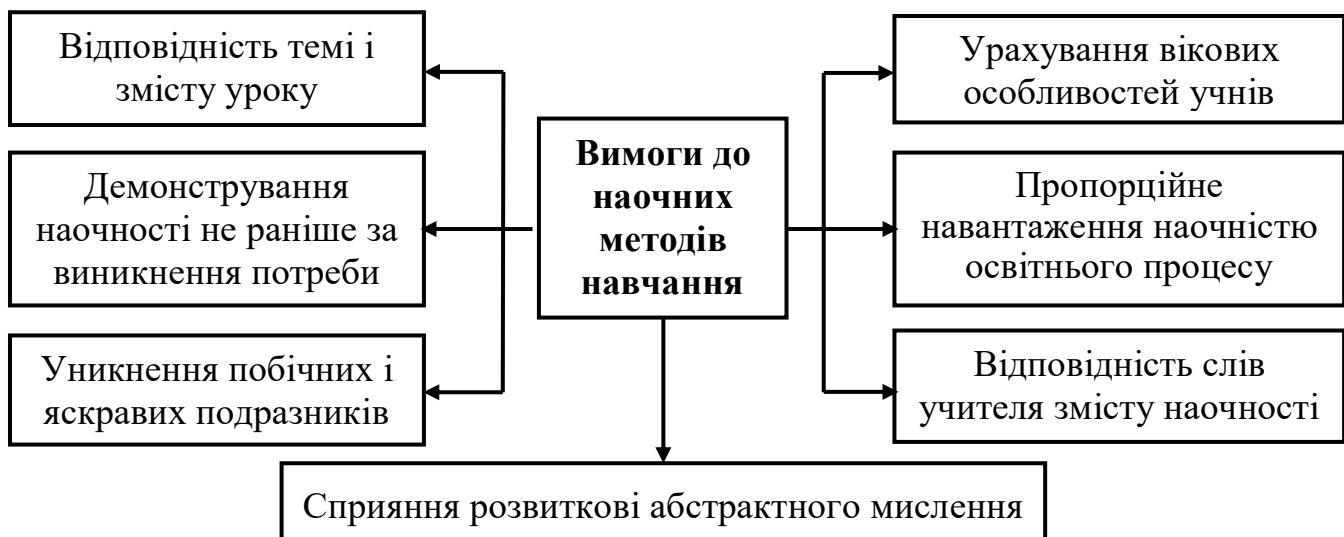 Відповідність темі і
змісту уроку
Демонстрування
наочності не раніше за
виникнення потреби
Уникнення побічних і
яскравих подразників
Вимоги до
наочних
методів
навчання
Урахування вікових
особливостей учнів
Пропорційне
навантаження наочністю
освітнього процесу
Відповідність слів
учителя змісту наочності
Сприяння розвиткові абстрактного мислення